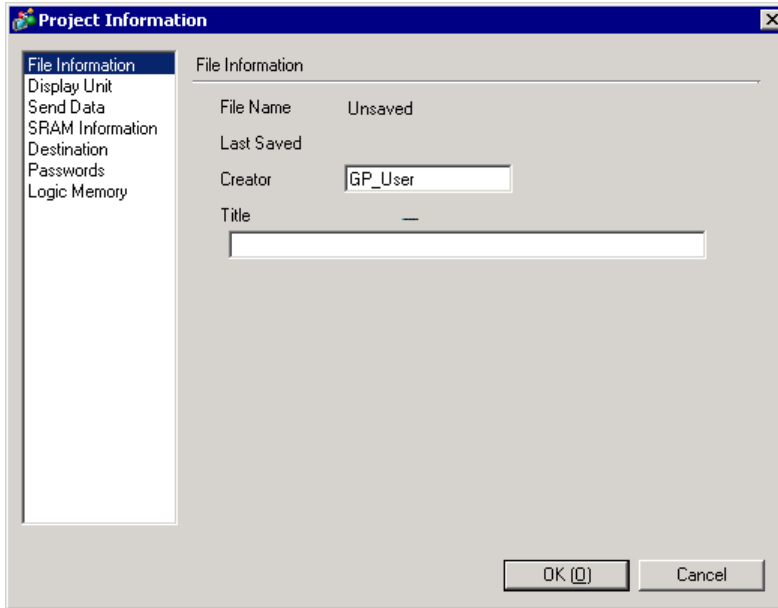 Project Information
File Information
Display Unit
Send Data
SRAM Information
Destination
Passwords
Logic Memory
File Information
File Name Unsaved
Last Saved
Creator GP_User
Title
OK (O) Cancel